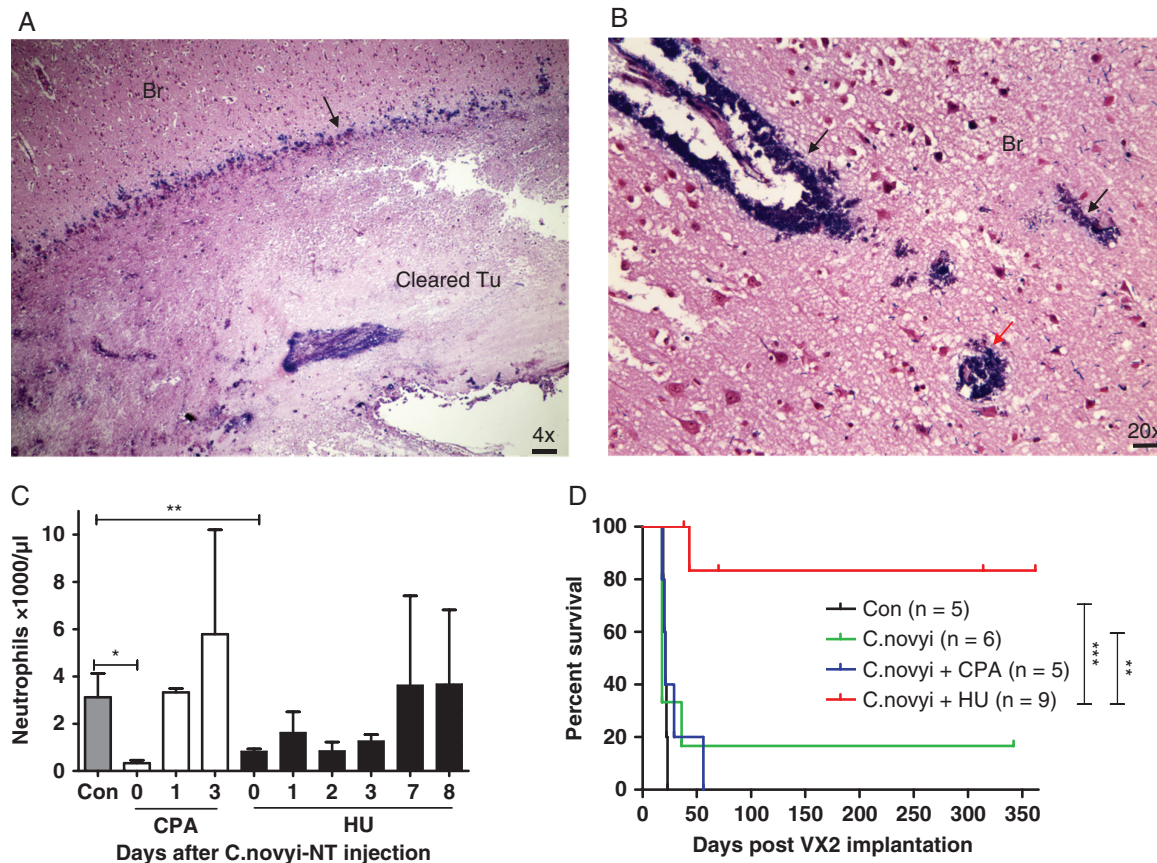 A
Br
Cleared Tu
4x
B
Br
20x
C
Neutrophils ×1000/µl
10
8
6
4
2
0
**
*
Con 0 1 3 0 1 2 3 7 8
CPA HU
Days after C.novyi-NT injection
D
Percent survival
100
80
60
40
20
0
Con (n = 5)
C.novyi (n = 6)
C.novyi + CPA (n = 5)
C.novyi + HU (n = 9)
***
**
0 50 100 150 200 250 300 350
Days post VX2 implantation